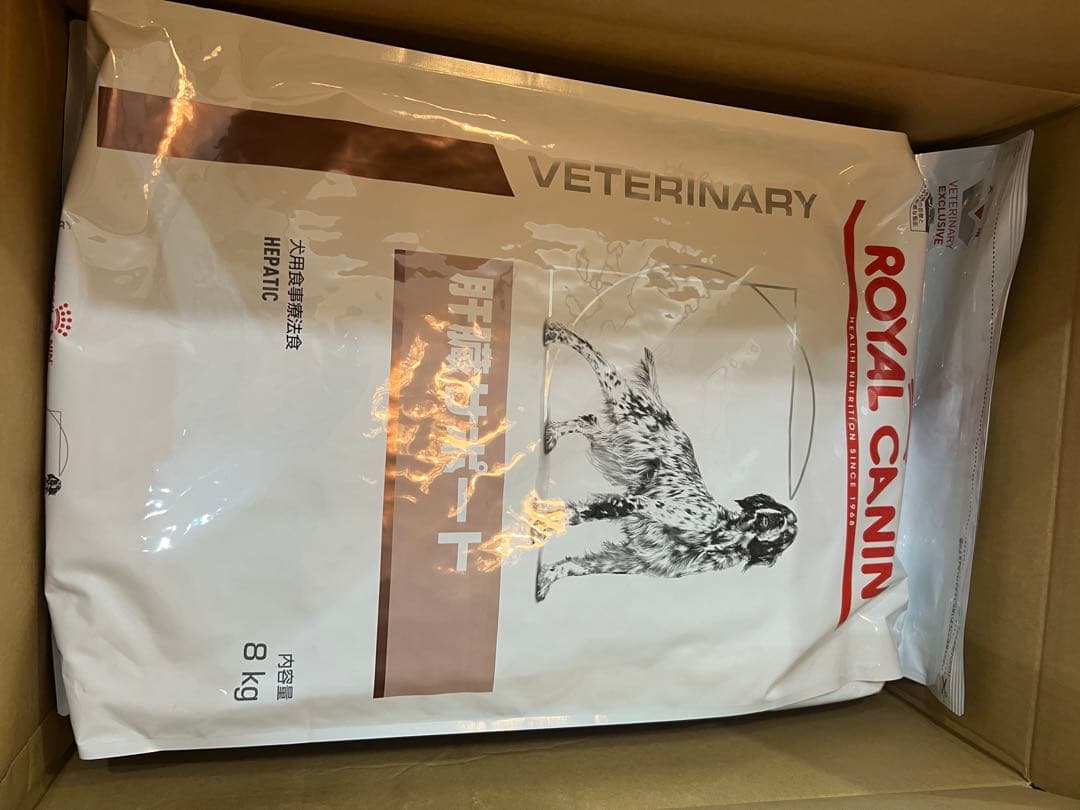 ROYAL CANIN
HEALTH NUTRITION SINCE 1968
VETERINARY
肝臓サポート
犬用食事療法食
HEPATIC
内容量
8 kg
VETERINARY
EXCLUSIVE